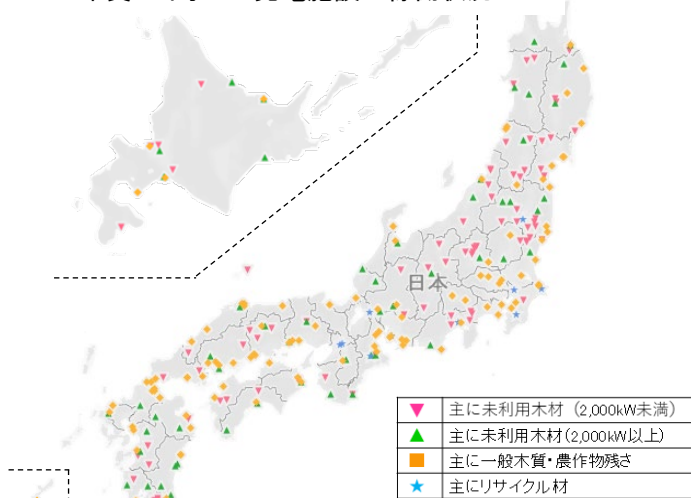 日本
主に未利用木材（2,000kW未満）
主に未利用木材(2,000kW以上)
主に一般木質・農作物残さ
主にリサイクル材